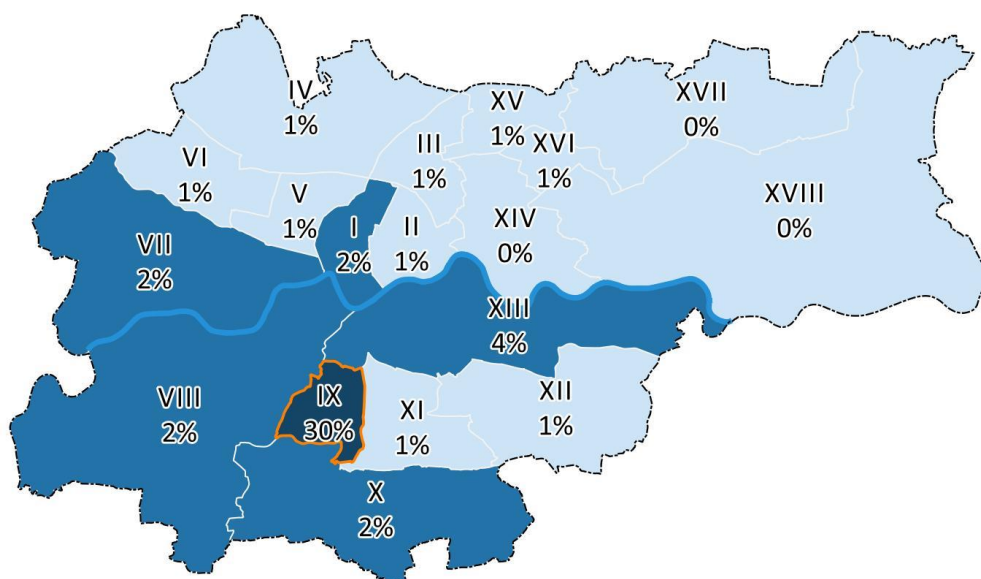 IV
1%
XV
1%
XVII
0%
III
1%
XVI
1%
VI
1%
V
1%
XVIII
0%
I
2%
II
1%
XIV
0%
VII
2%
XIII
4%
VIII
2%
IX
30%
XI
1%
XII
1%
X
2%